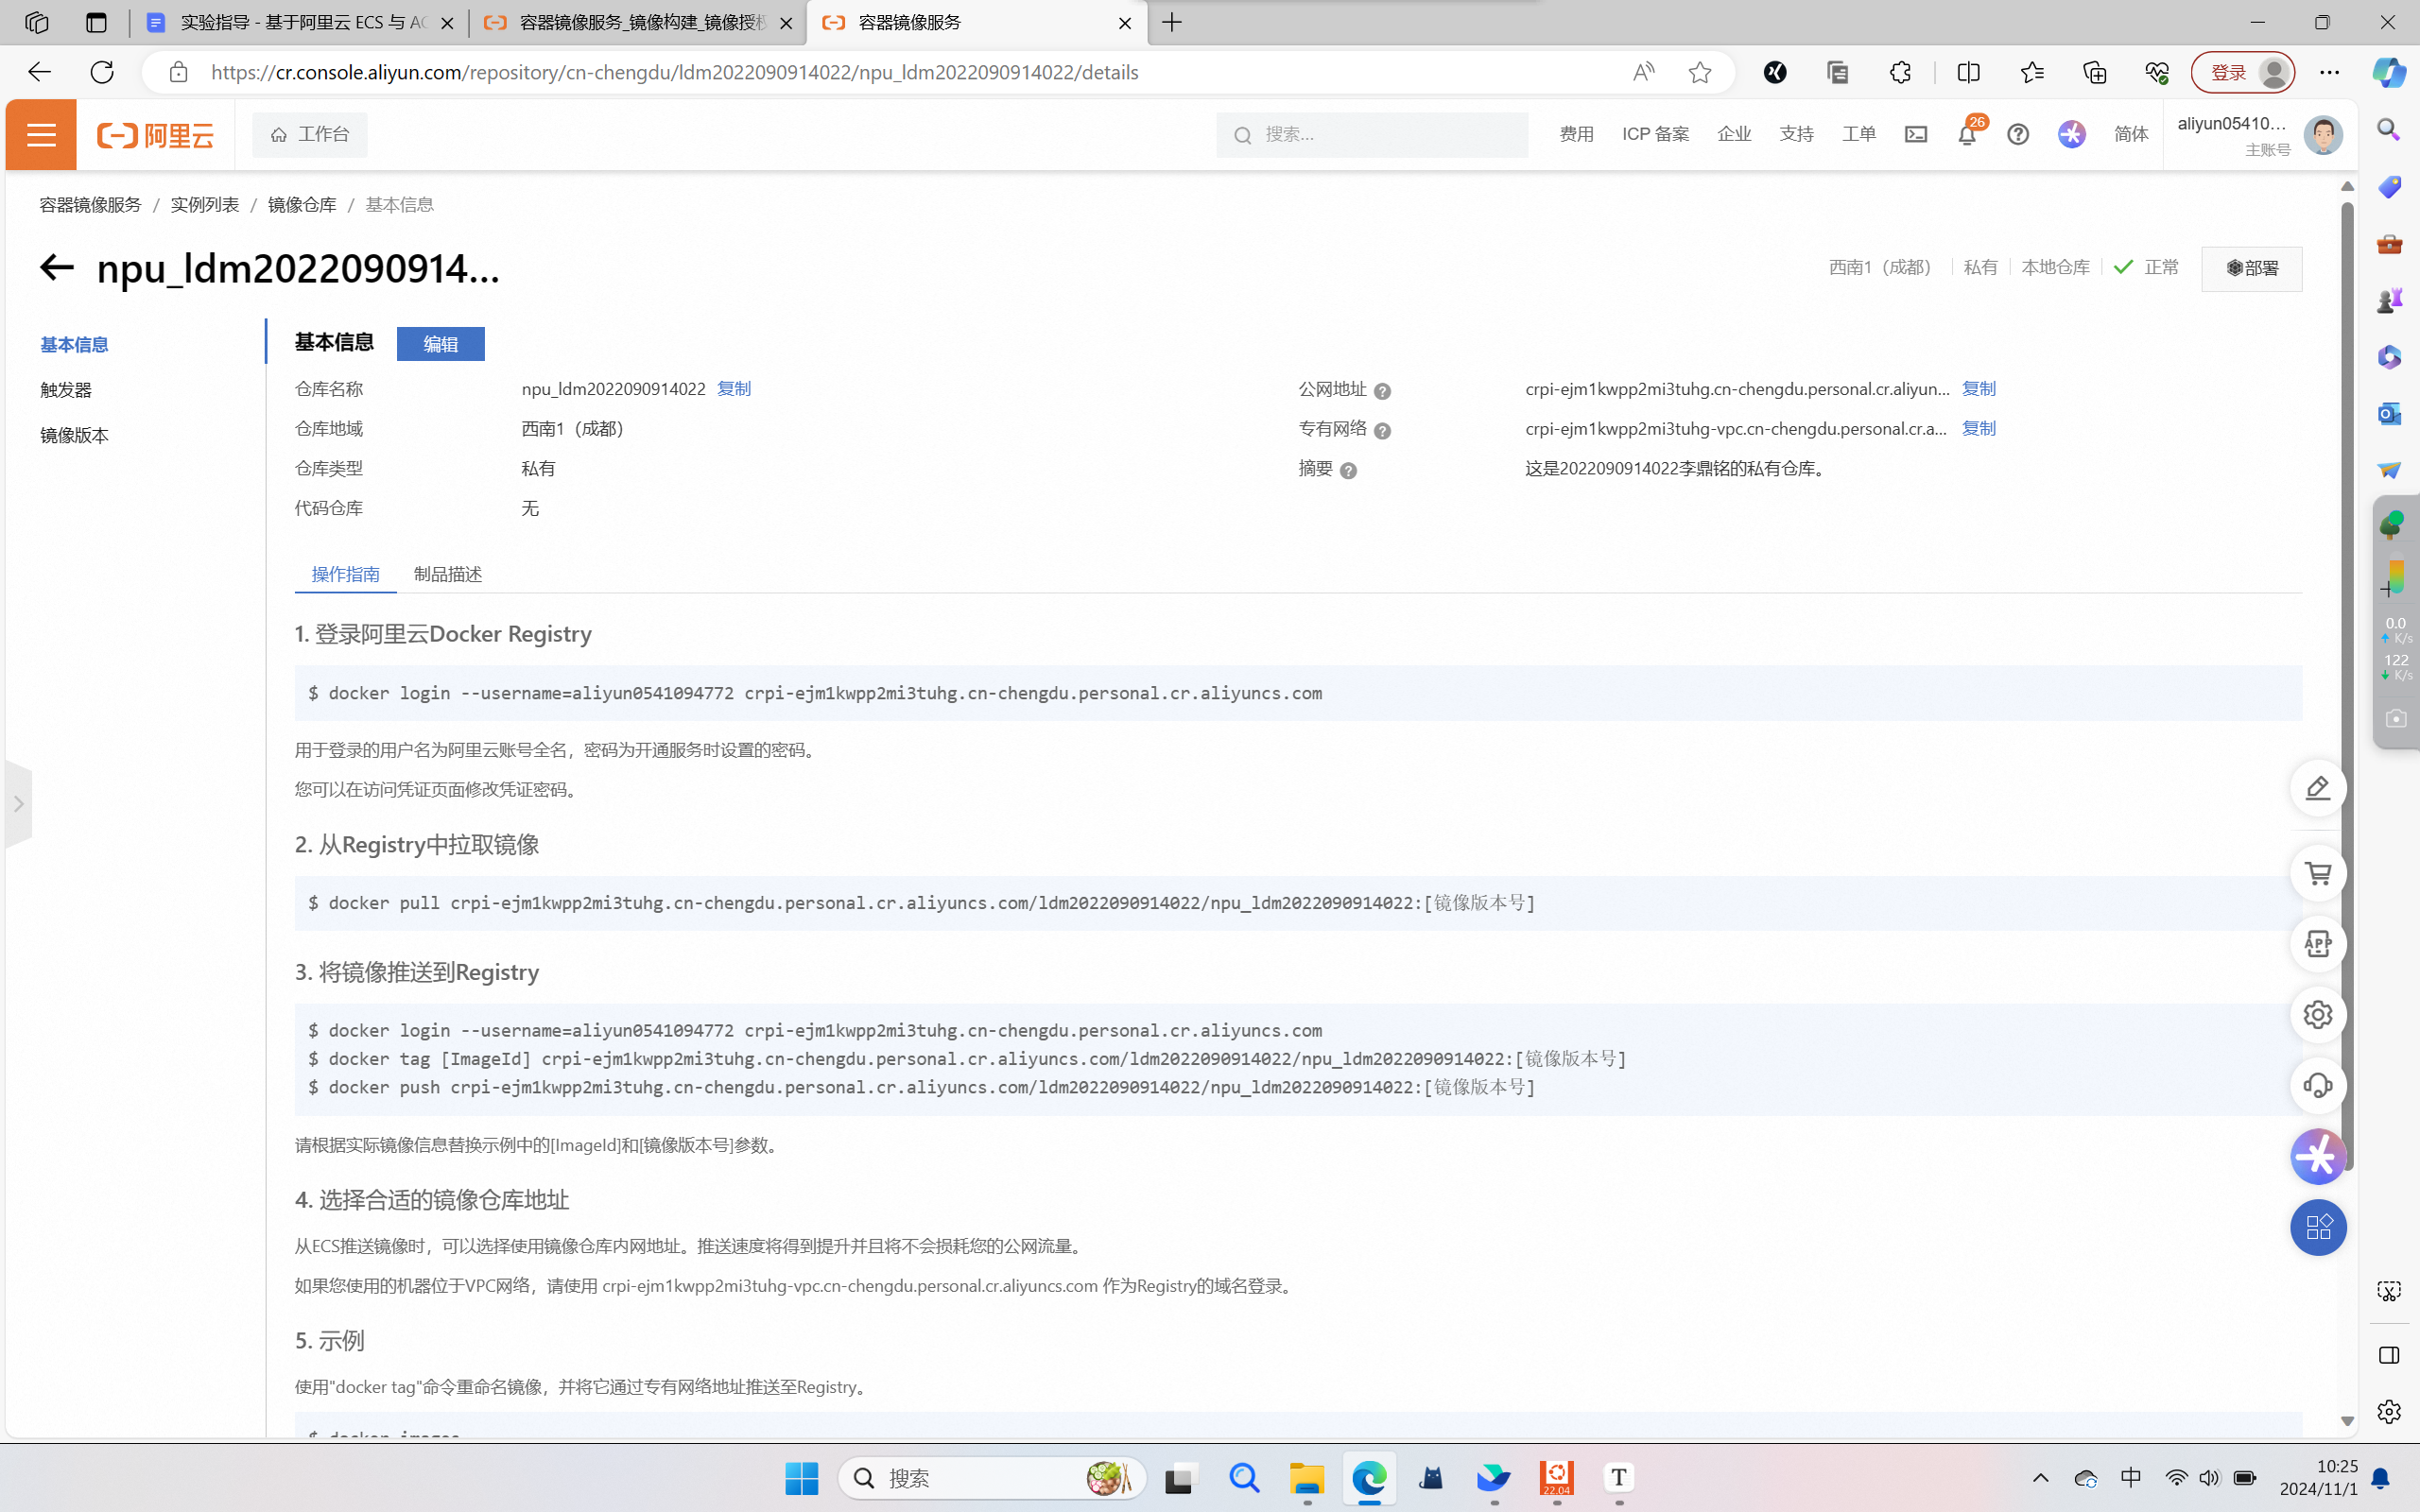 实验指导 - 基于阿里云 ECS 与 AC
容器镜像服务_镜像构建_镜像授权
容器镜像服务
https://cr.console.aliyun.com/repository/cn-chengdu/ldm2022090914022/npu_ldm2022090914022/details
登录
阿里云
工作台
搜索...
费用
ICP 备案
企业
支持
工单
26
简体
aliyun05410...
主账号
容器镜像服务 / 实例列表 / 镜像仓库 / 基本信息
npu_ldm2022090914...
西南1（成都）
私有
本地仓库
正常
部署
基本信息
触发器
镜像版本
基本信息
编辑
仓库名称 npu_ldm2022090914022 复制
公网地址 crpi-ejm1kwpp2mi3tuhg.cn-chengdu.personal.cr.aliyun... 复制
仓库地域 西南1（成都）
专有网络 crpi-ejm1kwpp2mi3tuhg-vpc.cn-chengdu.personal.cr.a... 复制
仓库类型 私有
摘要 这是2022090914022李鼎铭的私有仓库。
代码仓库 无
操作指南
制品描述
1. 登录阿里云Docker Registry
$ docker login --username=aliyun0541094772 crpi-ejm1kwpp2mi3tuhg.cn-chengdu.personal.cr.aliyuncs.com
用于登录的用户名为阿里云账号全名，密码为开通服务时设置的密码。
您可以在访问凭证页面修改凭证密码。
2. 从Registry中拉取镜像
$ docker pull crpi-ejm1kwpp2mi3tuhg.cn-chengdu.personal.cr.aliyuncs.com/ldm2022090914022/npu_ldm2022090914022:[镜像版本号]
3. 将镜像推送到Registry
$ docker login --username=aliyun0541094772 crpi-ejm1kwpp2mi3tuhg.cn-chengdu.personal.cr.aliyuncs.com
$ docker tag [ImageId] crpi-ejm1kwpp2mi3tuhg.cn-chengdu.personal.cr.aliyuncs.com/ldm2022090914022/npu_ldm2022090914022:[镜像版本号]
$ docker push crpi-ejm1kwpp2mi3tuhg.cn-chengdu.personal.cr.aliyuncs.com/ldm2022090914022/npu_ldm2022090914022:[镜像版本号]
请根据实际镜像信息替换示例中的[ImageId]和[镜像版本号]参数。
4. 选择合适的镜像仓库地址
从ECS推送镜像时，可以选择使用镜像仓库内网地址。推送速度将得到提升并且将不会损耗您的公网流量。
如果您使用的机器位于VPC网络，请使用 crpi-ejm1kwpp2mi3tuhg-vpc.cn-chengdu.personal.cr.aliyuncs.com 作为Registry的域名登录。
5. 示例
使用"docker tag"命令重命名镜像，并将它通过专有网络地址推送至Registry。
$ docker images
0.0
K/s
122
K/s
APP
搜索
22.04
T
中
10:25
2024/11/1